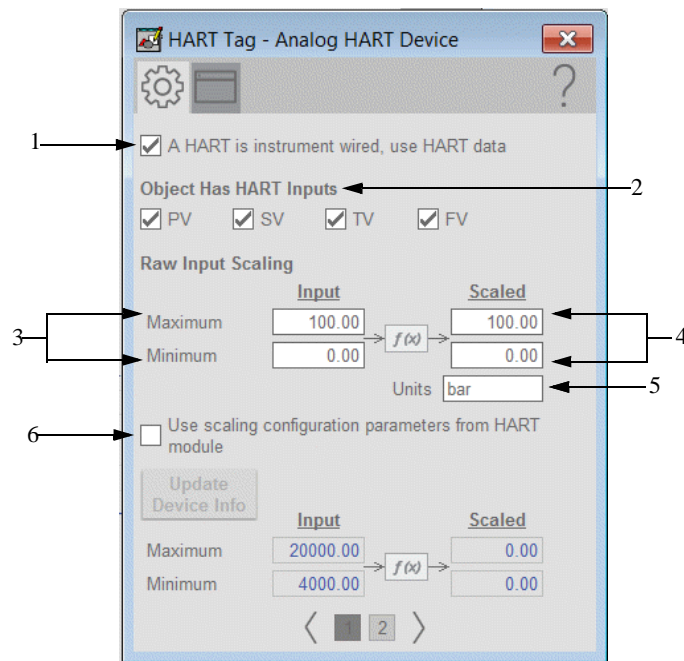 HART Tag - Analog HART Device
?
1
A HART is instrument wired, use HART data
Object Has HART Inputs
2
PV SV TV FV
Raw Input Scaling
Input Scaled
3
Maximum 100.00 100.00
f(x)
4
Minimum 0.00 0.00
Units bar
5
6
Use scaling configuration parameters from HART
module
Update
Device Info
Input Scaled
Maximum 20000.00 0.00
f(x)
Minimum 4000.00 0.00
1 2